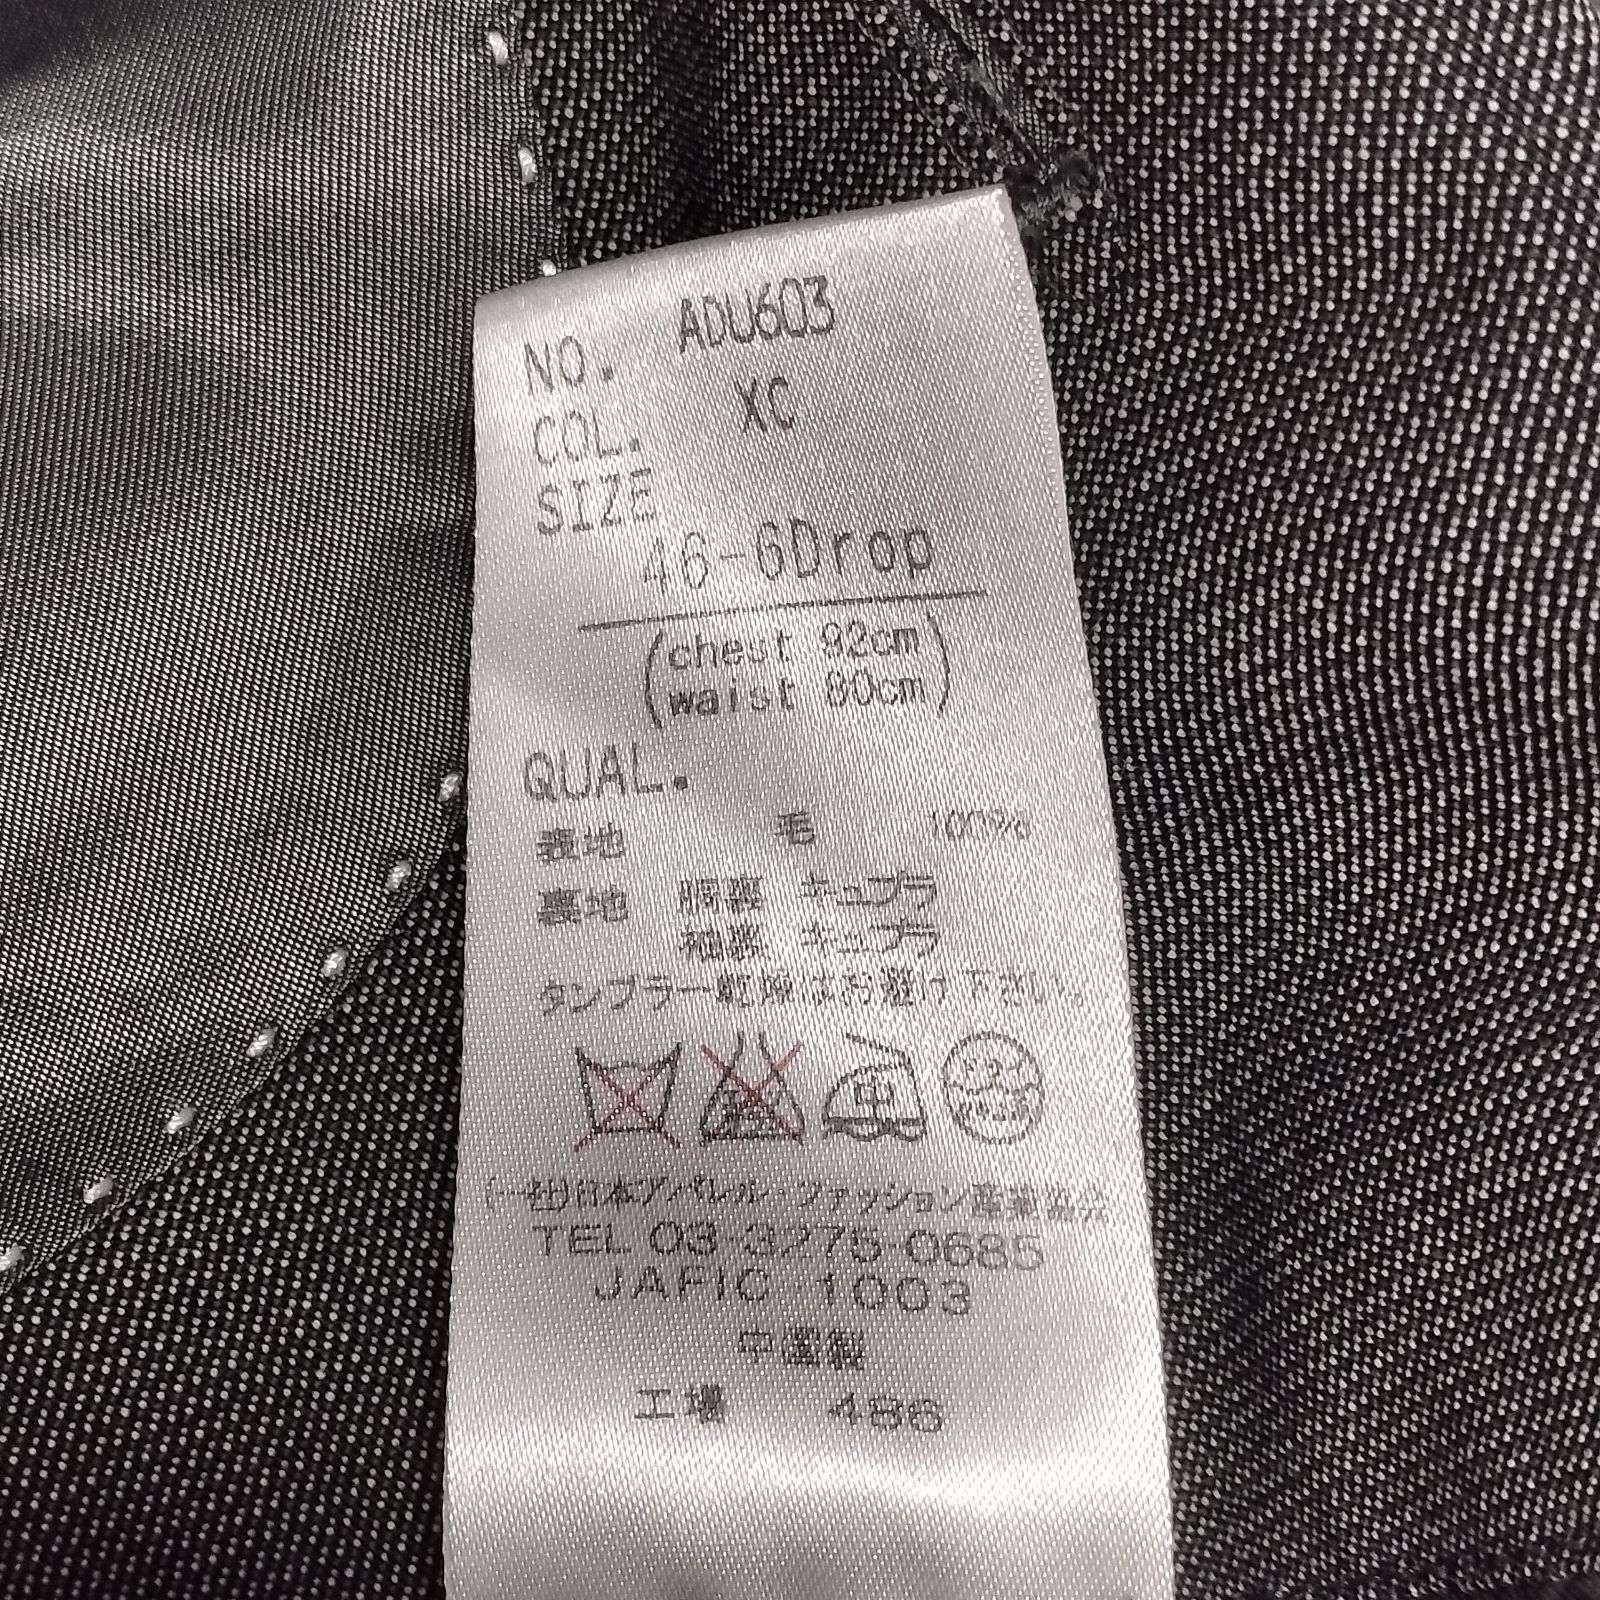 NO. ADU603
COL. XC
SIZE
46-6Drop
(chest 92cm
waist 80cm)
QUAL.
表地 毛 100%
裏地 胴裏 キュプラ
袖裏 キュプラ
タンブラー乾燥はお避け下さい。
中
(一社)日本アパレル・ファッション産業協会
TEL 03-3275-0685
JAFIC 1003
中国製
工場 486